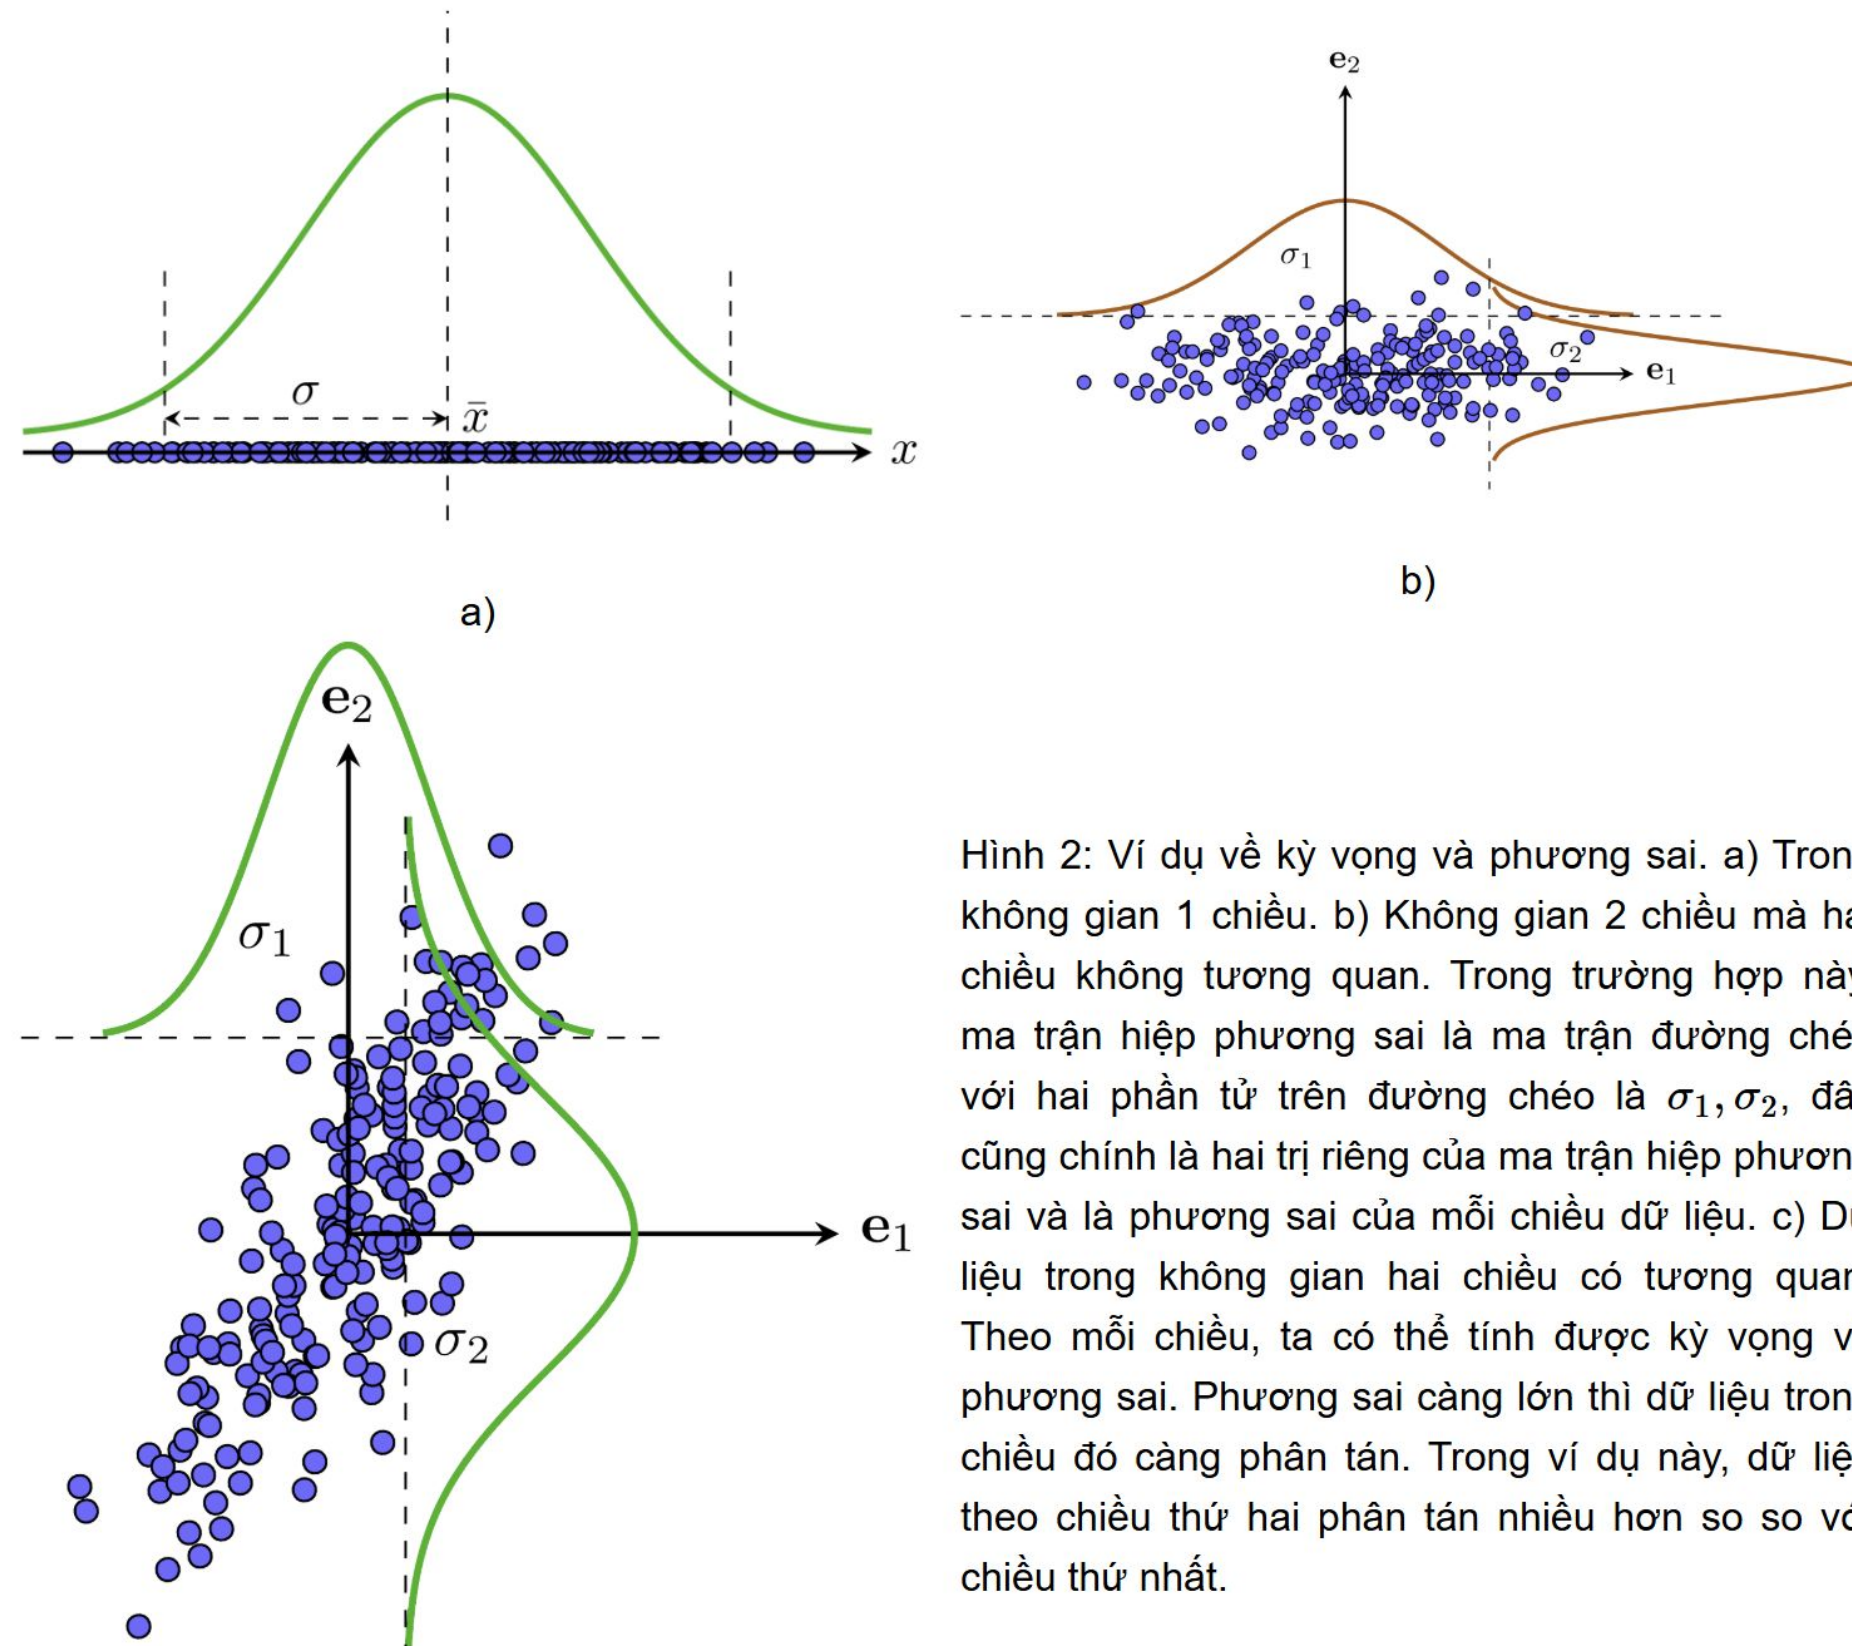 σ
x̄
x
a)
e₂
σ₁
σ₂
e₁
b)
e₂
σ₁
e₁
σ₂
Hình 2: Ví dụ về kỳ vọng và phương sai. a) Tron
không gian 1 chiều. b) Không gian 2 chiều mà ha
chiều không tương quan. Trong trường hợp này
ma trận hiệp phương sai là ma trận đường ché
với hai phần tử trên đường chéo là σ₁, σ₂, đâ
cũng chính là hai trị riêng của ma trận hiệp phươn
sai và là phương sai của mỗi chiều dữ liệu. c) Dữ
liệu trong không gian hai chiều có tương quan
Theo mỗi chiều, ta có thể tính được kỳ vọng v
phương sai. Phương sai càng lớn thì dữ liệu tron
chiều đó càng phân tán. Trong ví dụ này, dữ liệ
theo chiều thứ hai phân tán nhiều hơn so so vớ
chiều thứ nhất.